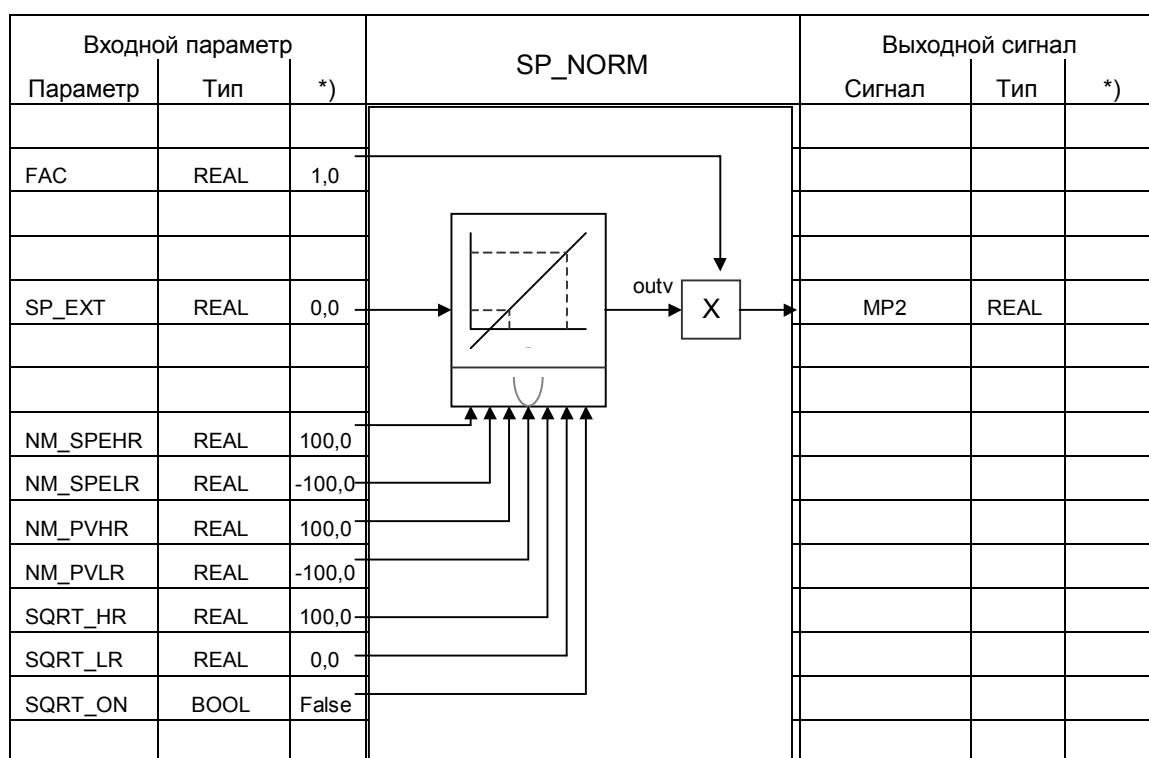 Входной параметр SP_NORM Выходной сигнал
Параметр Тип *) Сигнал Тип *)
FAC REAL 1,0
outv
SP_EXT REAL 0,0 X MP2 REAL
NM_SPEHR REAL 100,0
NM_SPELR REAL -100,0
NM_PVHR REAL 100,0
NM_PVLR REAL -100,0
SQRT_HR REAL 100,0
SQRT_LR REAL 0,0
SQRT_ON BOOL False